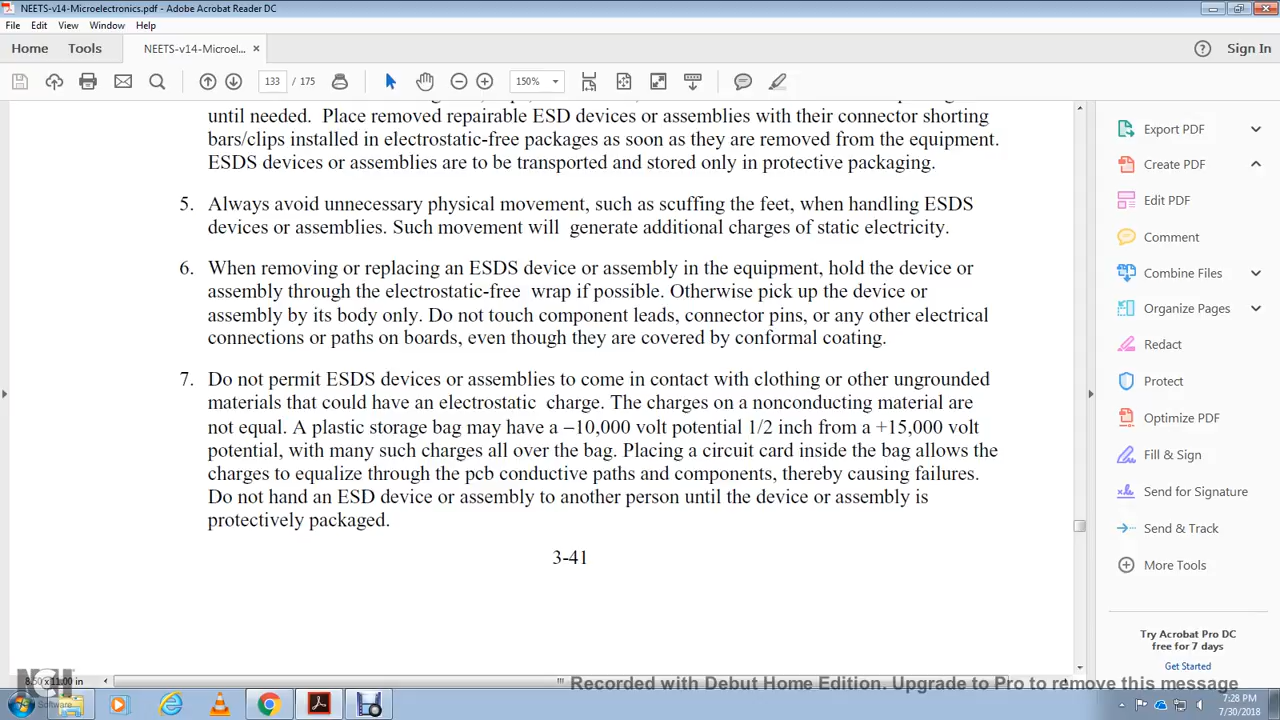 NEETS-v14-Microelectronics.pdf - Adobe Acrobat Reader DC
File Edit View Window Help
Home Tools NEETS-v14-Microel... × Sign In
133 / 175 150%
until needed. Place removed repairable ESD devices or assemblies with their connector shorting
bars/clips installed in electrostatic-free packages as soon as they are removed from the equipment.
ESDS devices or assemblies are to be transported and stored only in protective packaging.
5. Always avoid unnecessary physical movement, such as scuffing the feet, when handling ESDS
devices or assemblies. Such movement will generate additional charges of static electricity.
6. When removing or replacing an ESDS device or assembly in the equipment, hold the device or
assembly through the electrostatic-free wrap if possible. Otherwise pick up the device or
assembly by its body only. Do not touch component leads, connector pins, or any other electrical
connections or paths on boards, even though they are covered by conformal coating.
7. Do not permit ESDS devices or assemblies to come in contact with clothing or other ungrounded
materials that could have an electrostatic charge. The charges on a nonconducting material are
not equal. A plastic storage bag may have a −10,000 volt potential 1/2 inch from a +15,000 volt
potential, with many such charges all over the bag. Placing a circuit card inside the bag allows the
charges to equalize through the pcb conductive paths and components, thereby causing failures.
Do not hand an ESD device or assembly to another person until the device or assembly is
protectively packaged.
3-41
Export PDF
Create PDF
Edit PDF
Comment
Combine Files
Organize Pages
Redact
Protect
Optimize PDF
Fill & Sign
Send for Signature
Send & Track
More Tools
Try Acrobat Pro DC
free for 7 days
Get Started
8.50 x 11.00 in
NCH
Software
Recorded with Debut Home Edition. Upgrade to Pro to remove this message
7:28 PM
7/30/2018